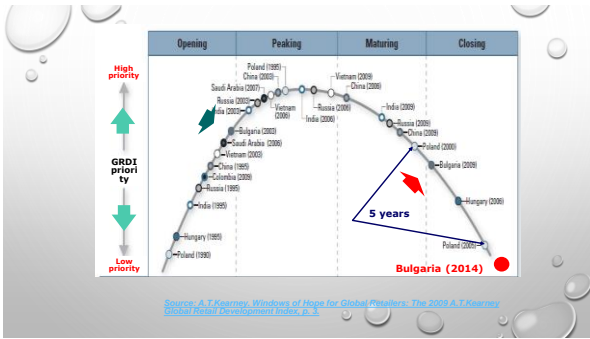 Opening
Peaking
Maturing
Closing
High
priority
GRDI
priori
ty
Low
priority
Poland (1995)
China (2003)
Saudi Arabia (2007)
Russia (2003)
India (2003)
Vietnam
(2006)
India (2006)
Russia (2006)
Vietnam (2009)
China (2006)
Bulgaria (2003)
Saudi Arabia (2006)
Vietnam (2003)
China (1995)
Colombia (2009)
Russia (1995)
India (1995)
Hungary (1995)
Poland (1990)
India (2009)
Russia (2009)
China (2009)
Poland (2000)
Bulgaria (2009)
Hungary (2006)
Poland (2005)
5 years
Bulgaria (2014)
Source: A.T.Kearney. Windows of Hope for Global Retailers: The 2009 A.T.Kearney
Global Retail Development Index, p. 3.